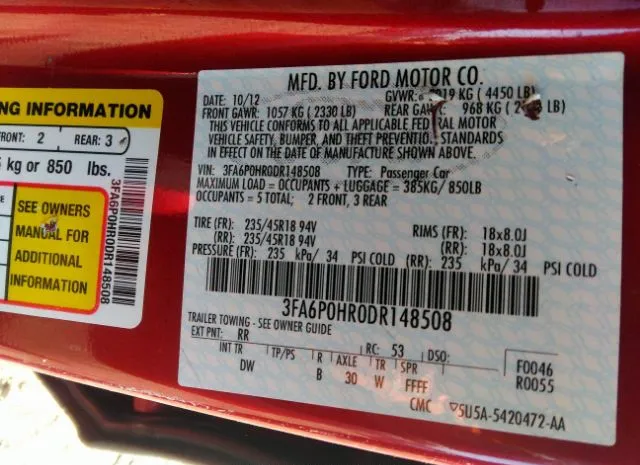 NG INFORMATION
FRONT: 2 REAR: 3
kg or 850 lbs.
SEE OWNERS
MANUAL FOR
ADDITIONAL
INFORMATION
3FA6P0HR0DR148508
MFD. BY FORD MOTOR CO.
DATE: 10/12 GVWR: 2019 KG ( 4450 LB)
FRONT GAWR: 1057 KG ( 2330 LB) REAR GAWR: 968 KG ( LB)
THIS VEHICLE CONFORMS TO ALL APPLICABLE FEDERAL MOTOR
VEHICLE SAFETY, BUMPER, AND THEFT PREVENTION STANDARDS
IN EFFECT ON THE DATE OF MANUFACTURE SHOWN ABOVE.
VIN: 3FA6P0HR0DR148508 TYPE: Passenger Car
MAXIMUM LOAD = OCCUPANTS + LUGGAGE = 385KG/ 850LB
OCCUPANTS = 5 TOTAL; 2 FRONT, 3 REAR
TIRE (FR): 235/45R18 94V RIMS (FR): 18x8.0J
(RR): 235/45R18 94V (RR): 18x8.0J
PRESSURE (FR): 235 kPa/ 34 PSI COLD (RR): 235 kPa/ 34 PSI COLD
3FA6P0HR0DR148508
TRAILER TOWING - SEE OWNER GUIDE
EXT PNT: RR RC: 53 DSO: F0046
INT TR TP/PS R AXLE TR SPR R0055
DW B 30 W FFFF
CMC ▽5U5A-5420472-AA